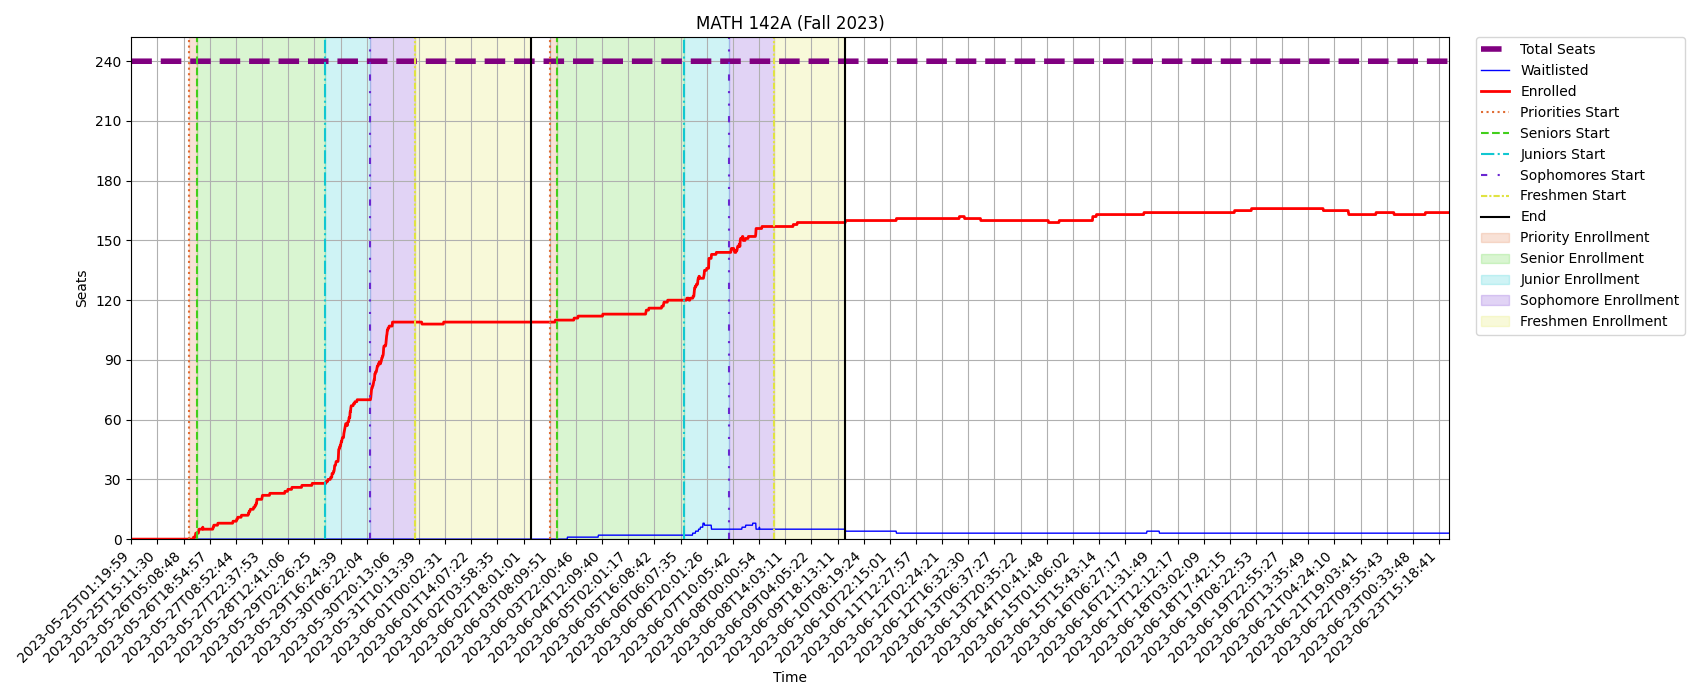 MATH 142A (Fall 2023)
240
210
180
150
120
90
60
30
0
Seats
2023-05-25T01:19:59
2023-05-25T15:11:30
2023-05-26T05:08:48
2023-05-26T18:54:57
2023-05-27T08:52:44
2023-05-27T22:37:53
2023-05-28T12:41:06
2023-05-29T02:26:25
2023-05-29T16:24:39
2023-05-30T06:22:04
2023-05-30T20:13:06
2023-05-31T10:13:39
2023-06-01T00:02:31
2023-06-01T14:07:22
2023-06-02T03:58:35
2023-06-02T18:01:01
2023-06-03T08:09:51
2023-06-03T22:00:46
2023-06-04T12:09:40
2023-06-05T02:01:17
2023-06-05T16:08:42
2023-06-06T06:07:35
2023-06-06T20:01:26
2023-06-07T10:05:42
2023-06-08T00:00:54
2023-06-08T14:03:11
2023-06-09T04:05:22
2023-06-09T18:13:11
2023-06-10T08:19:24
2023-06-10T22:15:01
2023-06-11T12:27:57
2023-06-12T02:24:21
2023-06-12T16:32:30
2023-06-13T06:37:27
2023-06-13T20:35:22
2023-06-14T10:41:48
2023-06-15T01:06:02
2023-06-15T15:43:14
2023-06-16T06:27:17
2023-06-16T21:31:49
2023-06-17T12:12:17
2023-06-18T03:02:09
2023-06-18T17:42:15
2023-06-19T08:22:53
2023-06-19T22:55:27
2023-06-20T13:35:49
2023-06-21T04:24:10
2023-06-21T19:03:41
2023-06-22T09:55:43
2023-06-23T00:33:48
2023-06-23T15:18:41
Time
Total Seats
Waitlisted
Enrolled
Priorities Start
Seniors Start
Juniors Start
Sophomores Start
Freshmen Start
End
Priority Enrollment
Senior Enrollment
Junior Enrollment
Sophomore Enrollment
Freshmen Enrollment